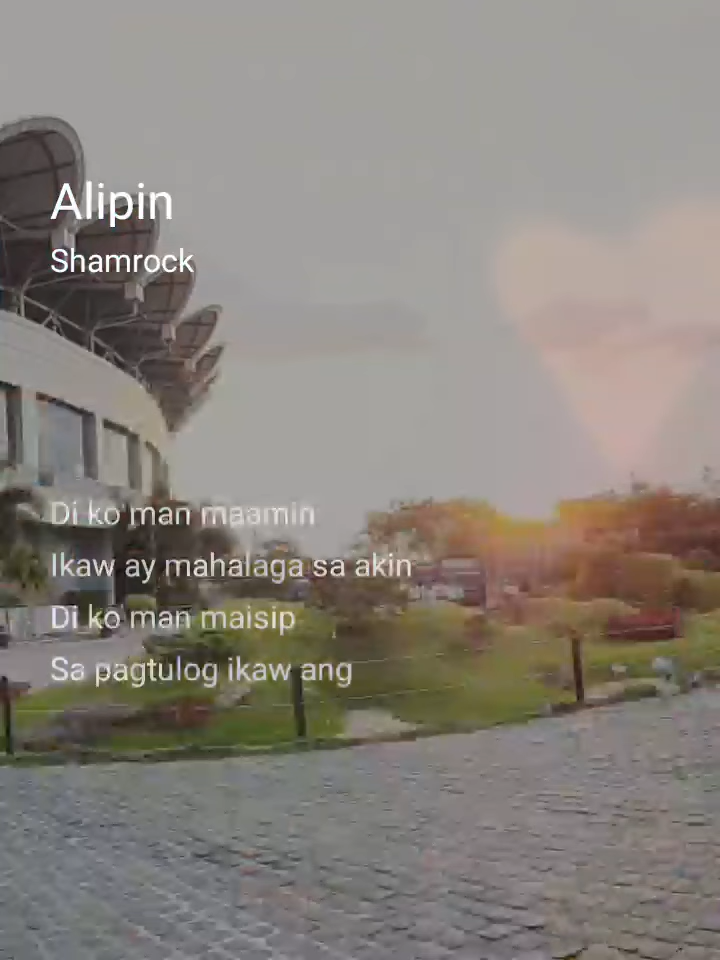 Alipin
Shamrock
Di ko man maamin
Ikaw ay mahalaga sa akin
Di ko man maisip
Sa pagtulog ikaw ang